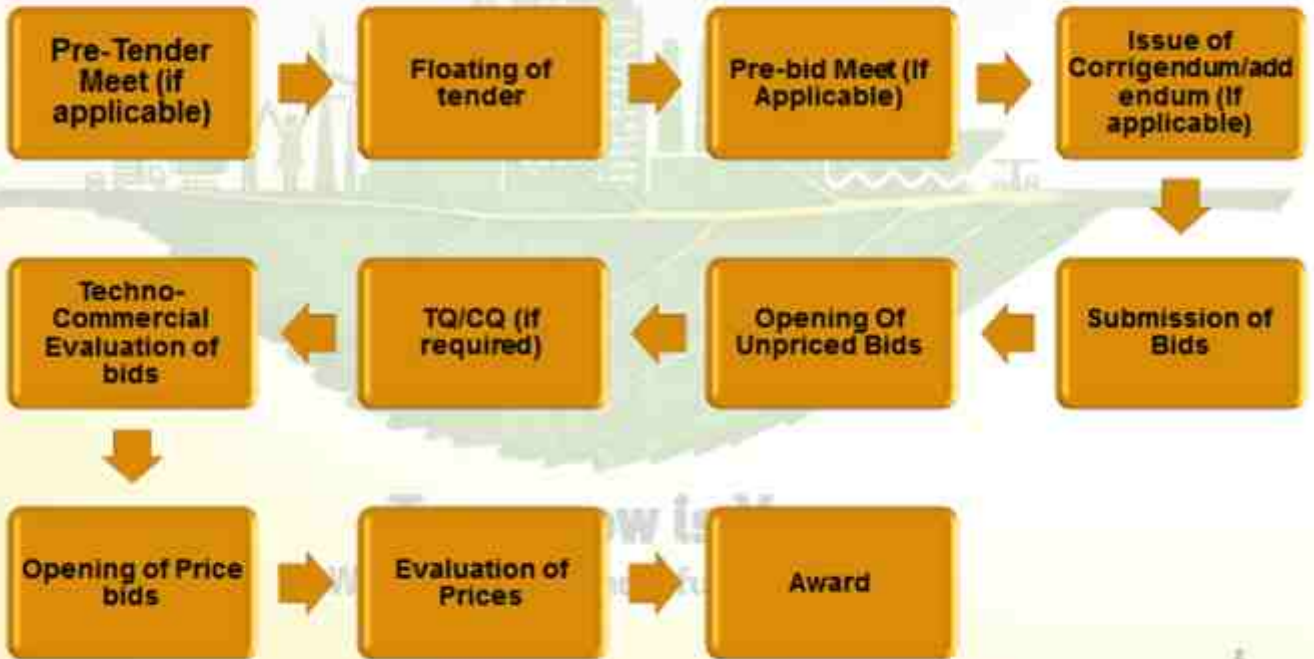 Pre-Tender
Meet (if
applicable)
Floating of
tender
Pre-bid Meet (If
Applicable)
Issue of
Corrigendum/add
endum (If
applicable)
Submission of
Bids
Opening Of
Unpriced Bids
TQ/CQ (if
required)
Techno-
Commercial
Evaluation of
bids
Opening of Price
bids
Evaluation of
Prices
Award